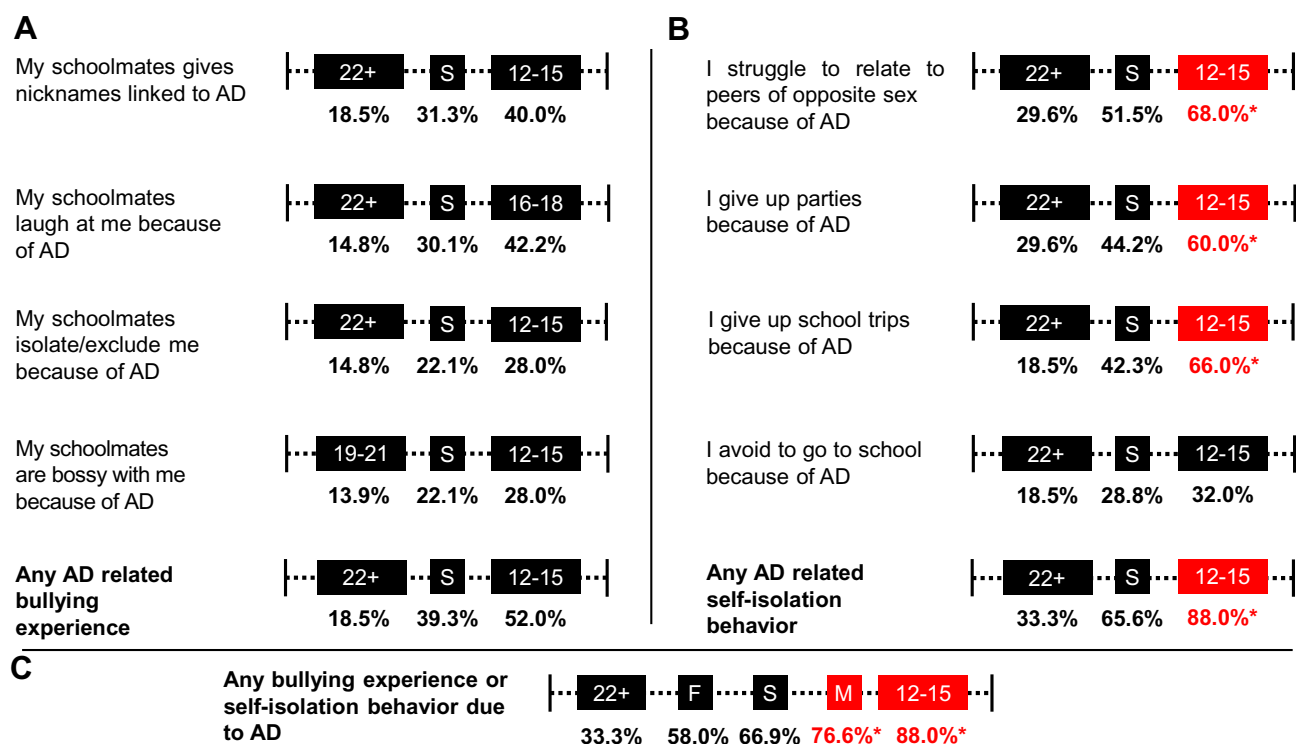 A
My schoolmates gives
nicknames linked to AD
22+ S 12-15
18.5% 31.3% 40.0%
My schoolmates
laugh at me because
of AD
22+ S 16-18
14.8% 30.1% 42.2%
My schoolmates
isolate/exclude me
because of AD
22+ S 12-15
14.8% 22.1% 28.0%
My schoolmates
are bossy with me
because of AD
19-21 S 12-15
13.9% 22.1% 28.0%
Any AD related
bullying
experience
22+ S 12-15
18.5% 39.3% 52.0%
B
I struggle to relate to
peers of opposite sex
because of AD
22+ S 12-15
29.6% 51.5% 68.0%*
I give up parties
because of AD
22+ S 12-15
29.6% 44.2% 60.0%*
I give up school trips
because of AD
22+ S 12-15
18.5% 42.3% 66.0%*
I avoid to go to school
because of AD
22+ S 12-15
18.5% 28.8% 32.0%
Any AD related
self-isolation
behavior
22+ S 12-15
33.3% 65.6% 88.0%*
C
Any bullying experience or
self-isolation behavior due
to AD
22+ F S M 12-15
33.3% 58.0% 66.9% 76.6%* 88.0%*